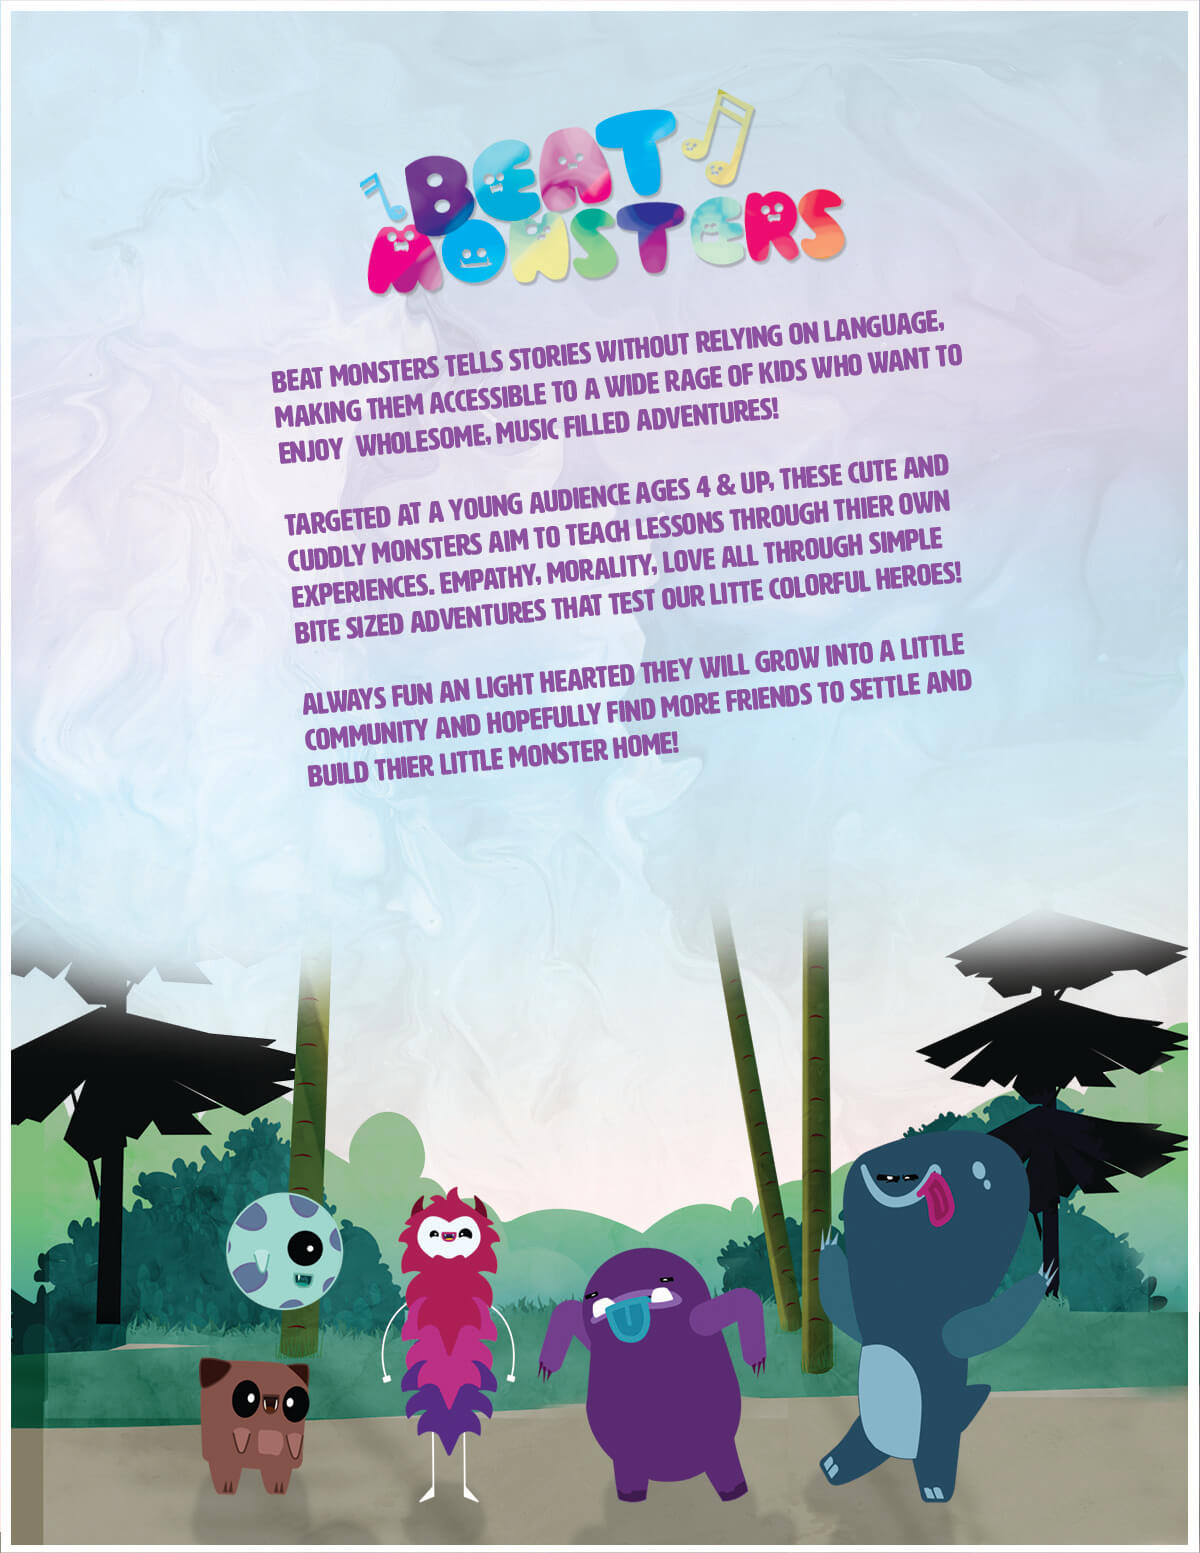 BEAT
MONSTERS
BEAT MONSTERS TELLS STORIES WITHOUT RELYING ON LANGUAGE,
MAKING THEM ACCESSIBLE TO A WIDE RAGE OF KIDS WHO WANT TO
ENJOY WHOLESOME, MUSIC FILLED ADVENTURES!
TARGETED AT A YOUNG AUDIENCE AGES 4 & UP, THESE CUTE AND
CUDDLY MONSTERS AIM TO TEACH LESSONS THROUGH THIER OWN
EXPERIENCES. EMPATHY, MORALITY, LOVE ALL THROUGH SIMPLE
BITE SIZED ADVENTURES THAT TEST OUR LITTE COLORFUL HEROES!
ALWAYS FUN AN LIGHT HEARTED THEY WILL GROW INTO A LITTLE
COMMUNITY AND HOPEFULLY FIND MORE FRIENDS TO SETTLE AND
BUILD THIER LITTLE MONSTER HOME!